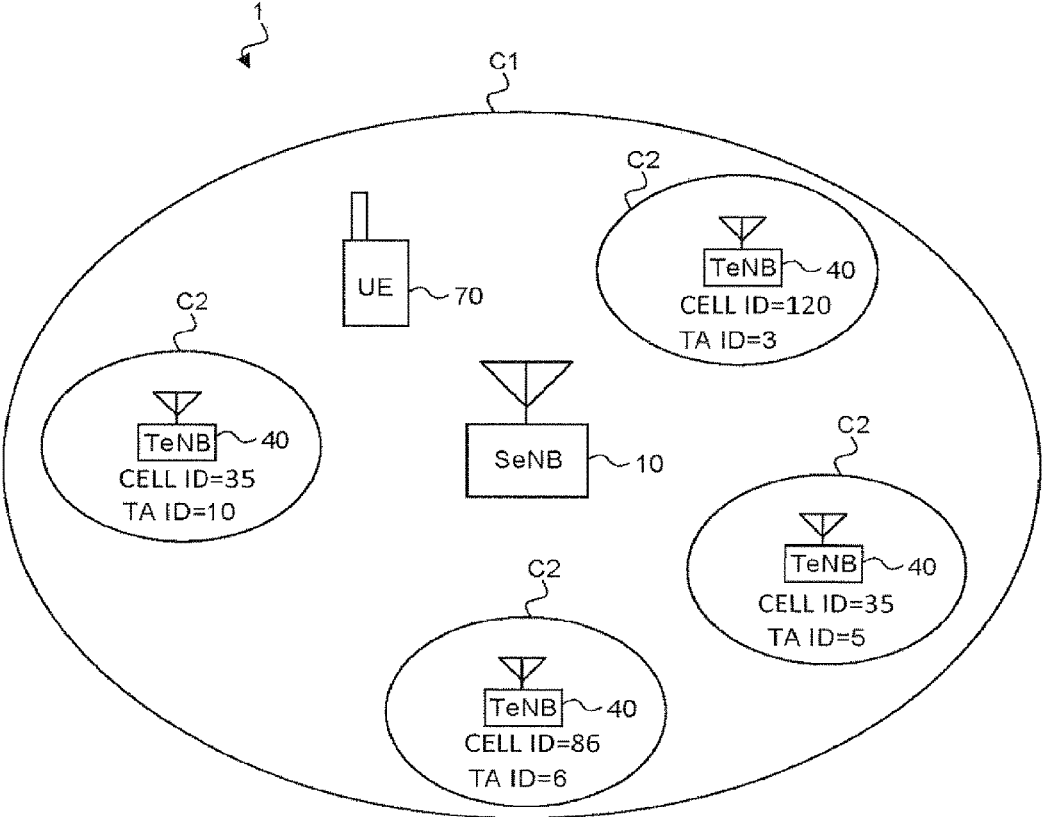 1
C1
C2
TeNB 40
CELL ID=120
TA ID=3
UE 70
C2
TeNB 40
CELL ID=35
TA ID=10
SeNB 10
C2
TeNB 40
CELL ID=35
TA ID=5
C2
TeNB 40
CELL ID=86
TA ID=6